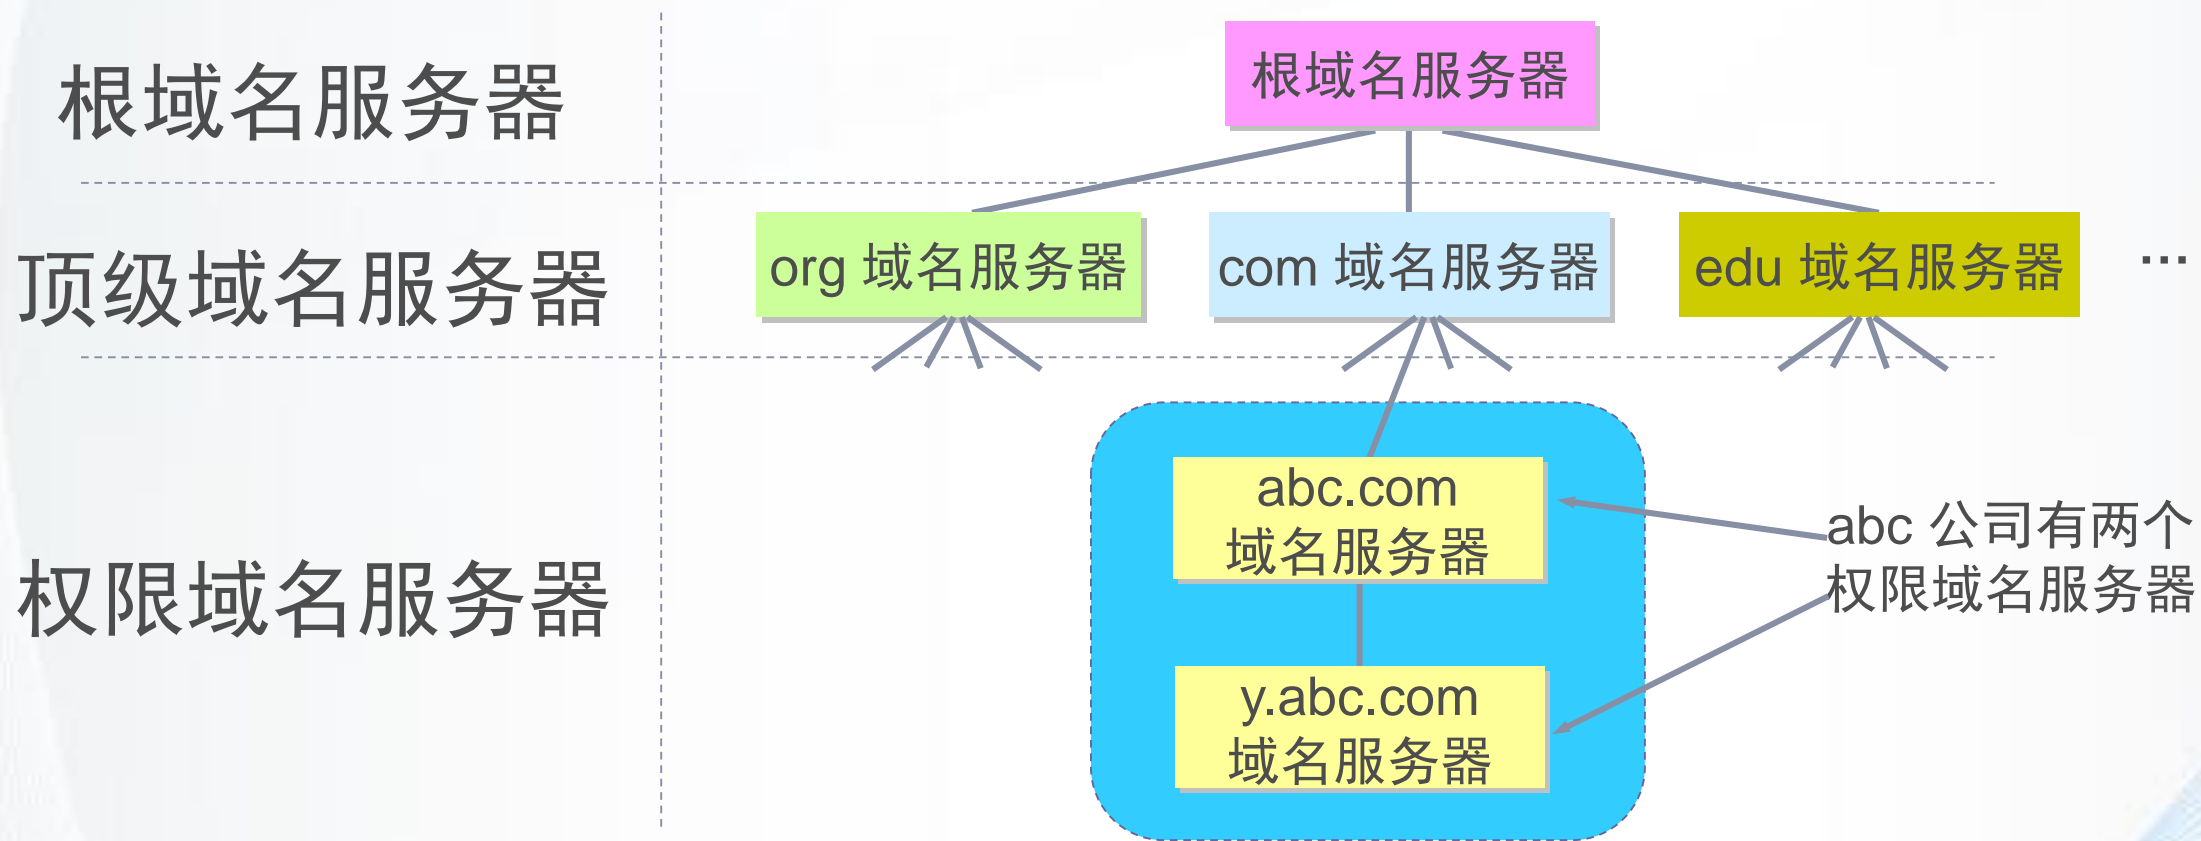 根域名服务器
根域名服务器
顶级域名服务器
org 域名服务器
com 域名服务器
edu 域名服务器
…
权限域名服务器
abc.com
域名服务器
y.abc.com
域名服务器
abc 公司有两个
权限域名服务器